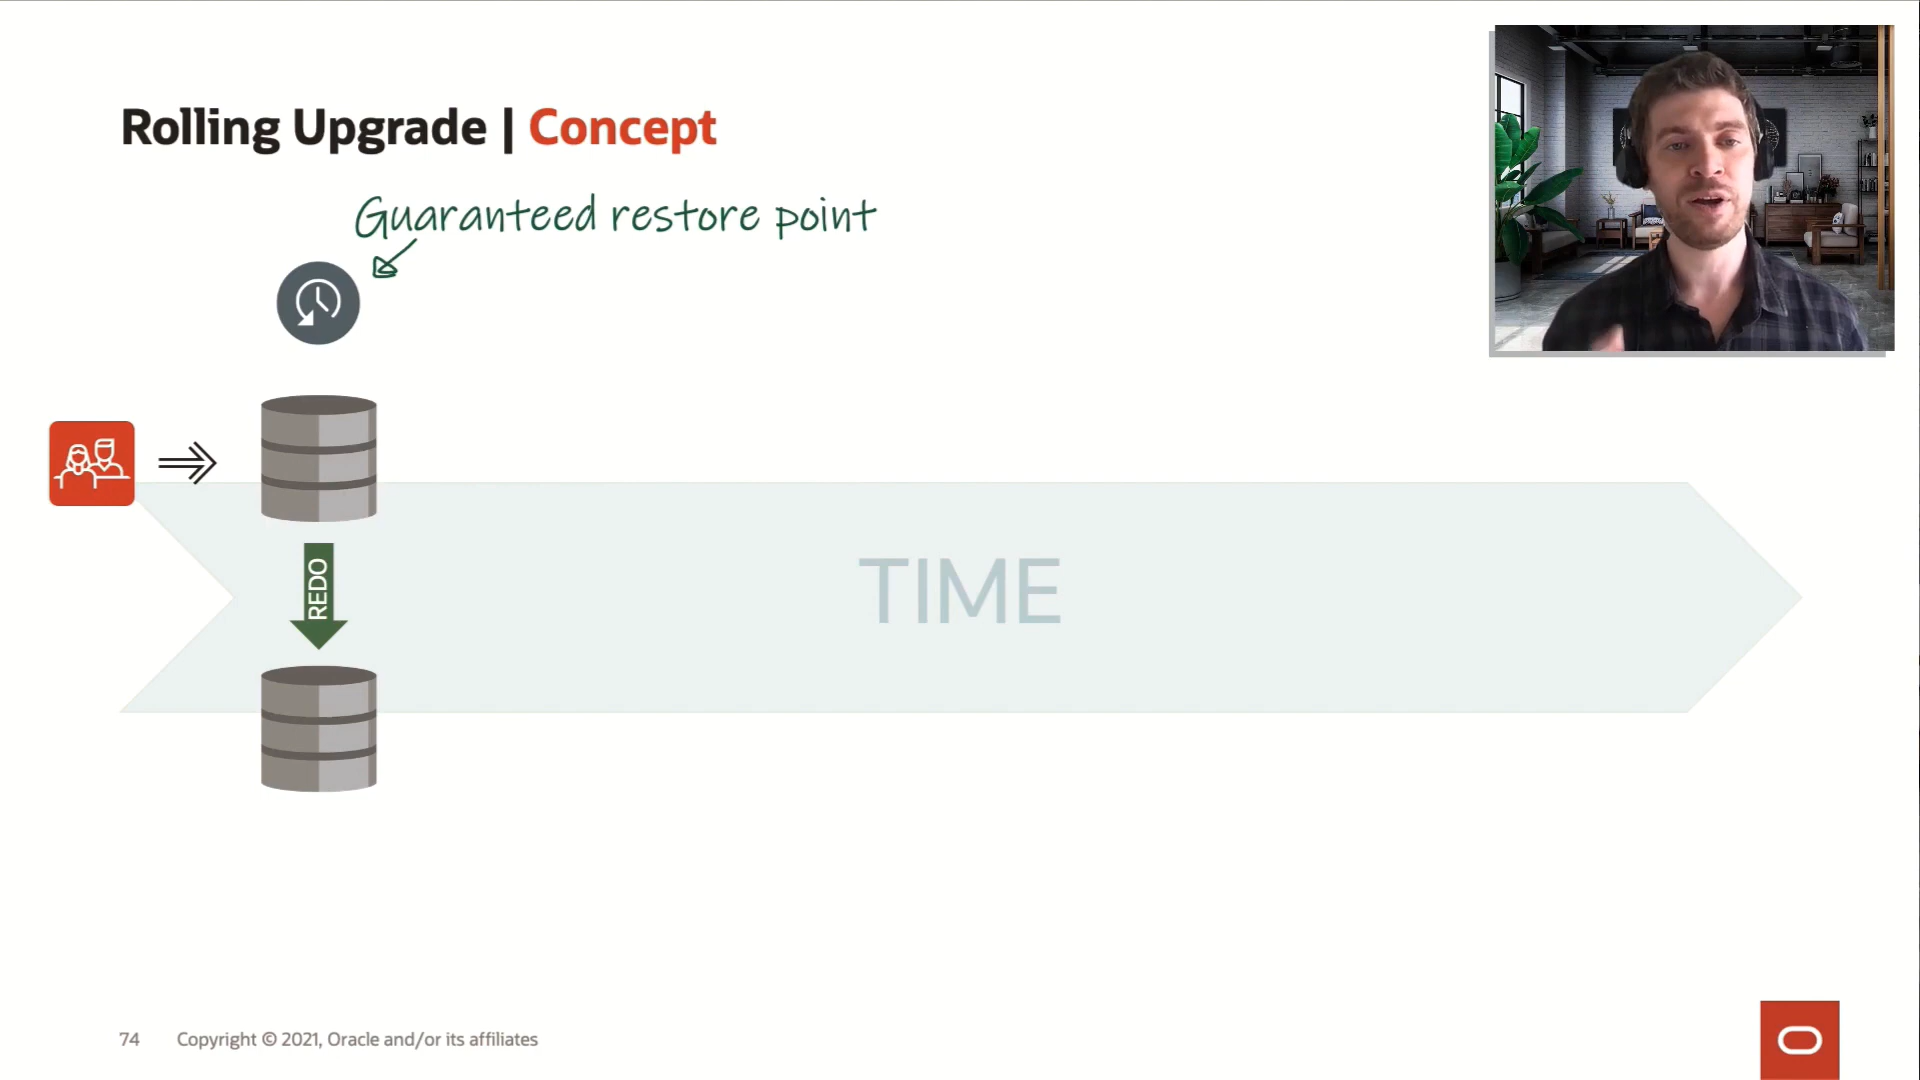 Rolling Upgrade | Concept
Guaranteed restore point
REDO
TIME
74 Copyright © 2021, Oracle and/or its affiliates